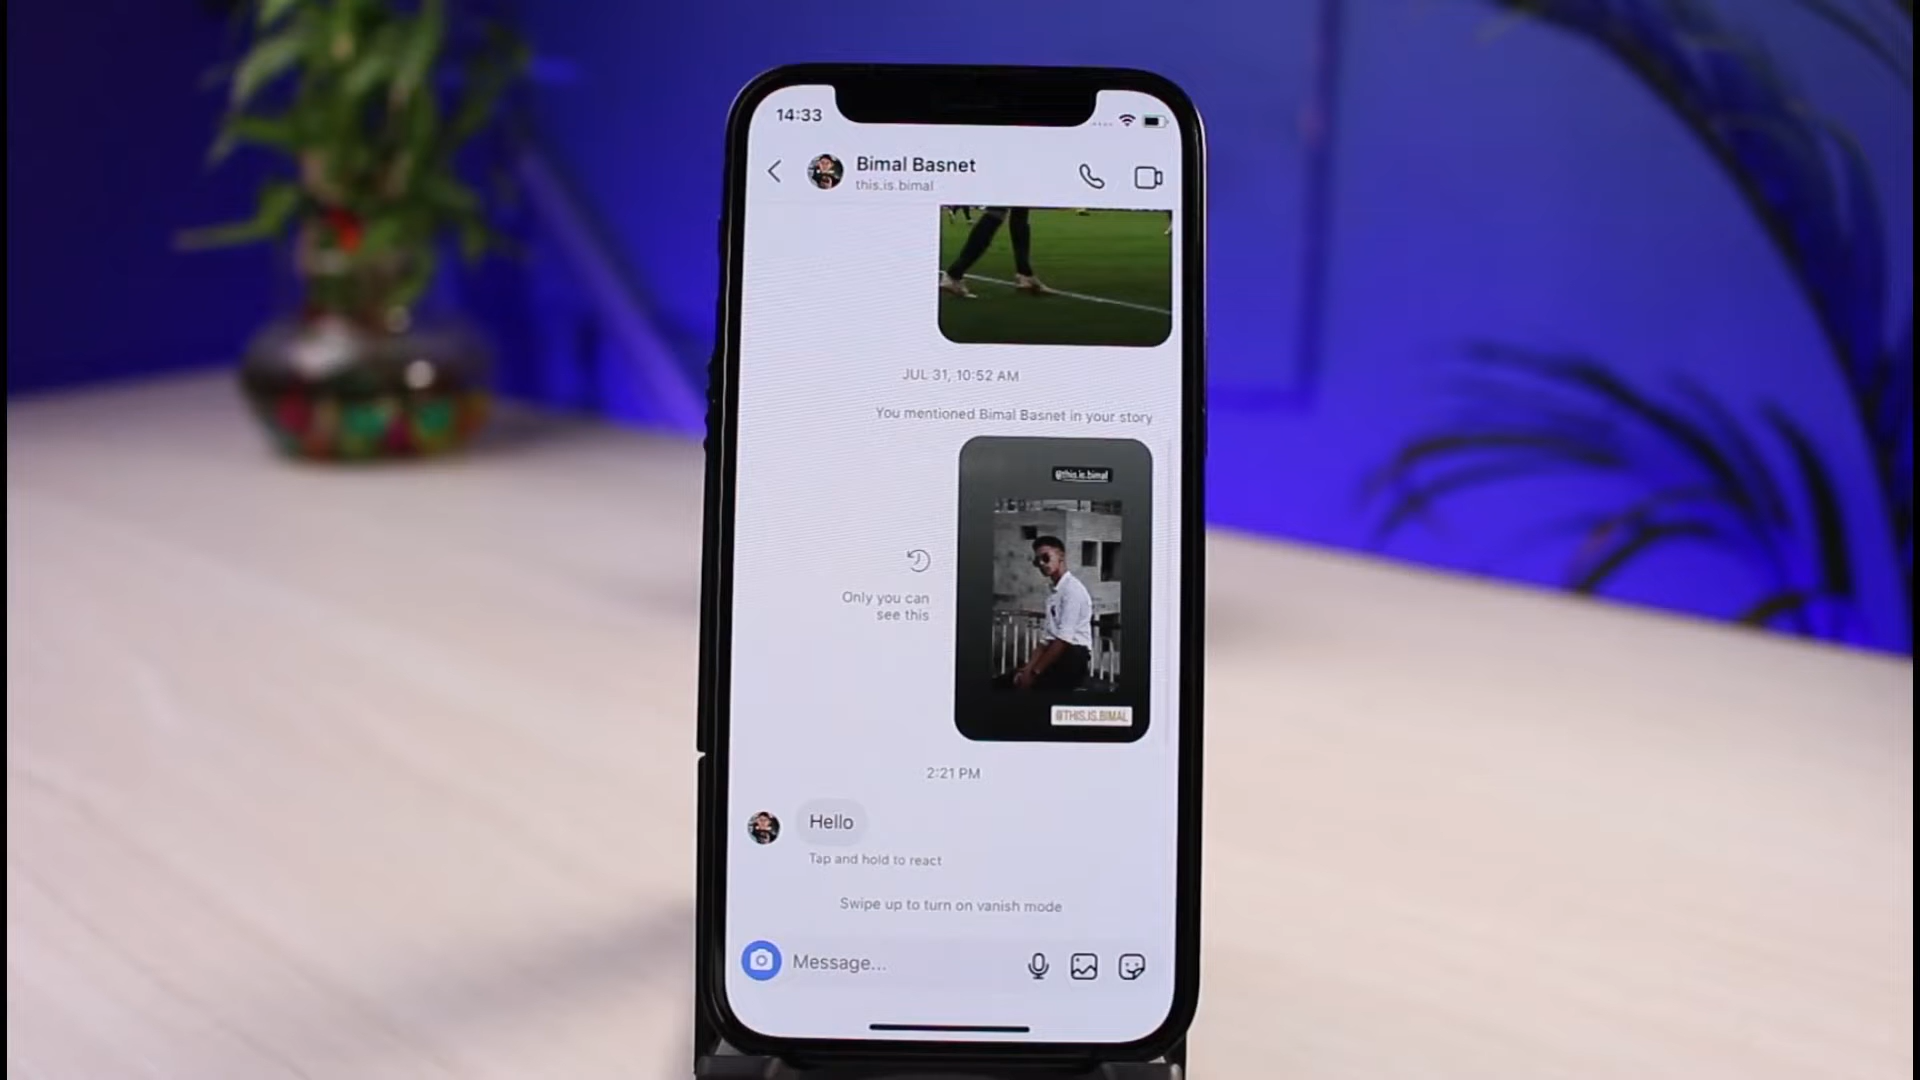 14:33
Bimal Basnet
this.is.bimal
JUL 31, 10:52 AM
You mentioned Bimal Basnet in your story
@this.is.bimal
Only you can
see this
@THIS.IS.BIMAL
2:21 PM
Hello
Tap and hold to react
Swipe up to turn on vanish mode
Message...